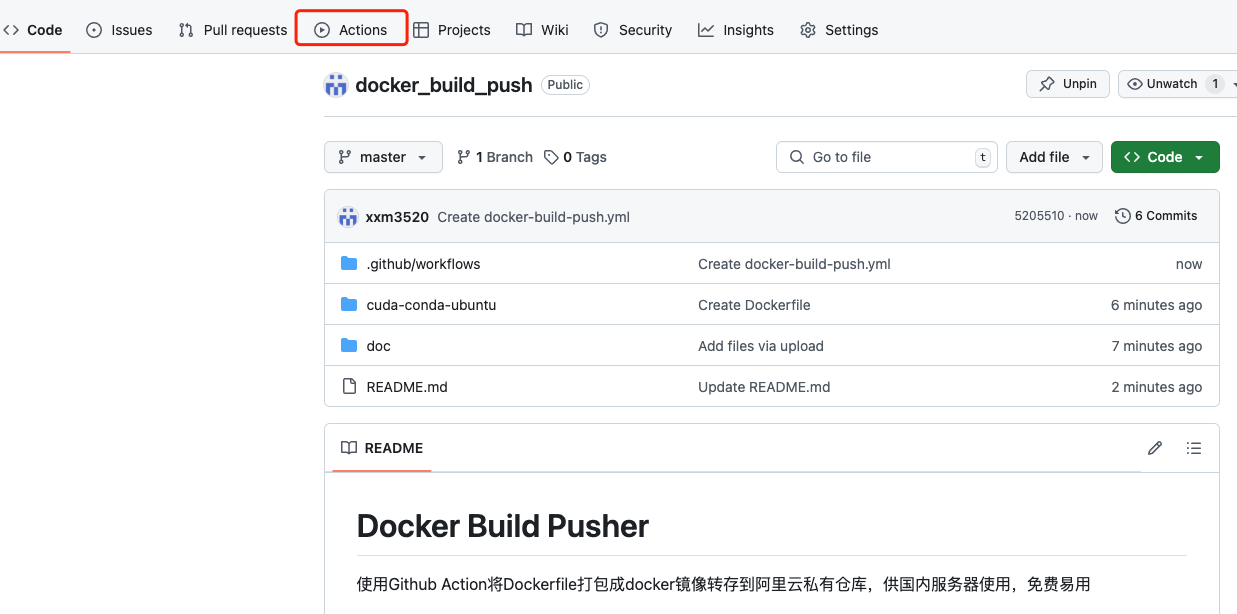 Code Issues Pull requests Actions Projects Wiki Security Insights Settings
docker_build_push Public Unpin Unwatch 1
master 1 Branch 0 Tags Go to file t Add file Code
xxm3520 Create docker-build-push.yml 5205510 · now 6 Commits
.github/workflows Create docker-build-push.yml now
cuda-conda-ubuntu Create Dockerfile 6 minutes ago
doc Add files via upload 7 minutes ago
README.md Update README.md 2 minutes ago
README
Docker Build Pusher
使用Github Action将Dockerfile打包成docker镜像转存到阿里云私有仓库，供国内服务器使用，免费易用